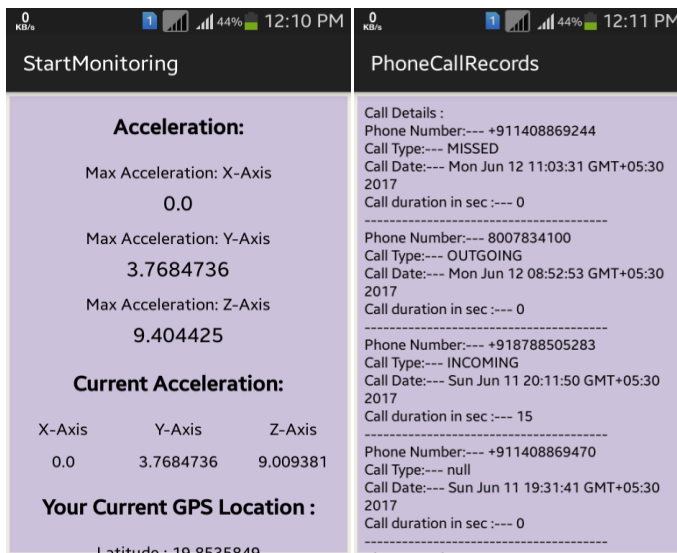 0
KB/s
1
44%
12:10 PM
StartMonitoring
Acceleration:
Max Acceleration: X-Axis
0.0
Max Acceleration: Y-Axis
3.7684736
Max Acceleration: Z-Axis
9.404425
Current Acceleration:
X-Axis Y-Axis Z-Axis
0.0 3.7684736 9.009381
Your Current GPS Location :
Latitude : 19.8535849
0
KB/s
1
44%
12:11 PM
PhoneCallRecords
Call Details :
Phone Number:--- +911408869244
Call Type:--- MISSED
Call Date:--- Mon Jun 12 11:03:31 GMT+05:30
2017
Call duration in sec :--- 0
----------------------------------------
Phone Number:--- 8007834100
Call Type:--- OUTGOING
Call Date:--- Mon Jun 12 08:52:53 GMT+05:30
2017
Call duration in sec :--- 0
----------------------------------------
Phone Number:--- +918788505283
Call Type:--- INCOMING
Call Date:--- Sun Jun 11 20:11:50 GMT+05:30
2017
Call duration in sec :--- 15
----------------------------------------
Phone Number:--- +911408869470
Call Type:--- null
Call Date:--- Sun Jun 11 19:31:41 GMT+05:30
2017
Call duration in sec :--- 0
----------------------------------------